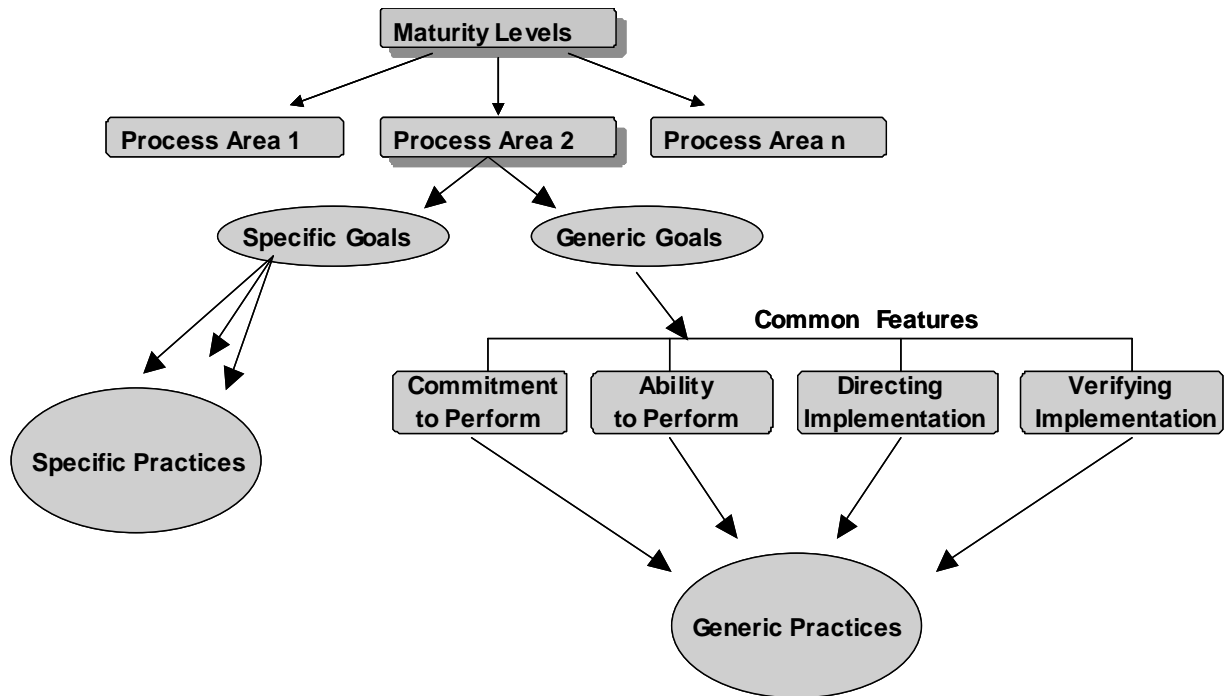 Maturity Levels
Process Area 1
Process Area 2
Process Area n
Specific Goals
Generic Goals
Common Features
Commitment
to Perform
Ability
to Perform
Directing
Implementation
Verifying
Implementation
Specific Practices
Generic Practices